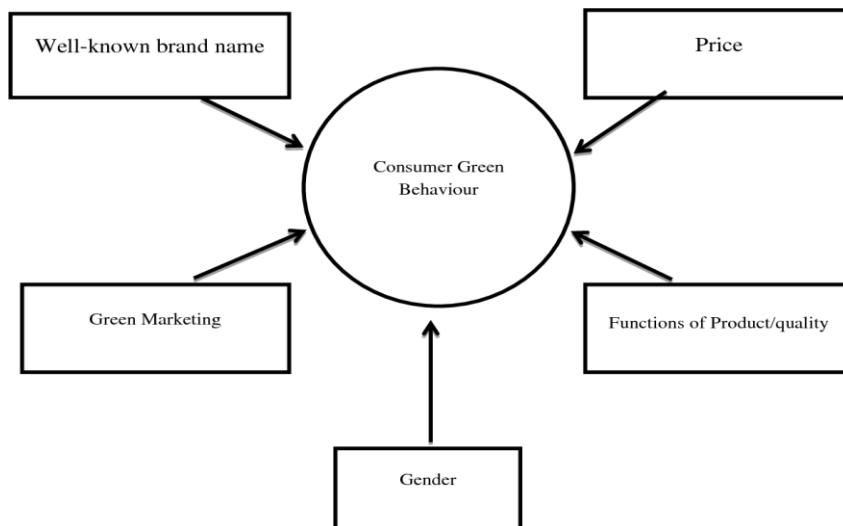 Well-known brand name
Price
Consumer Green
Behaviour
Green Marketing
Functions of Product/quality
Gender